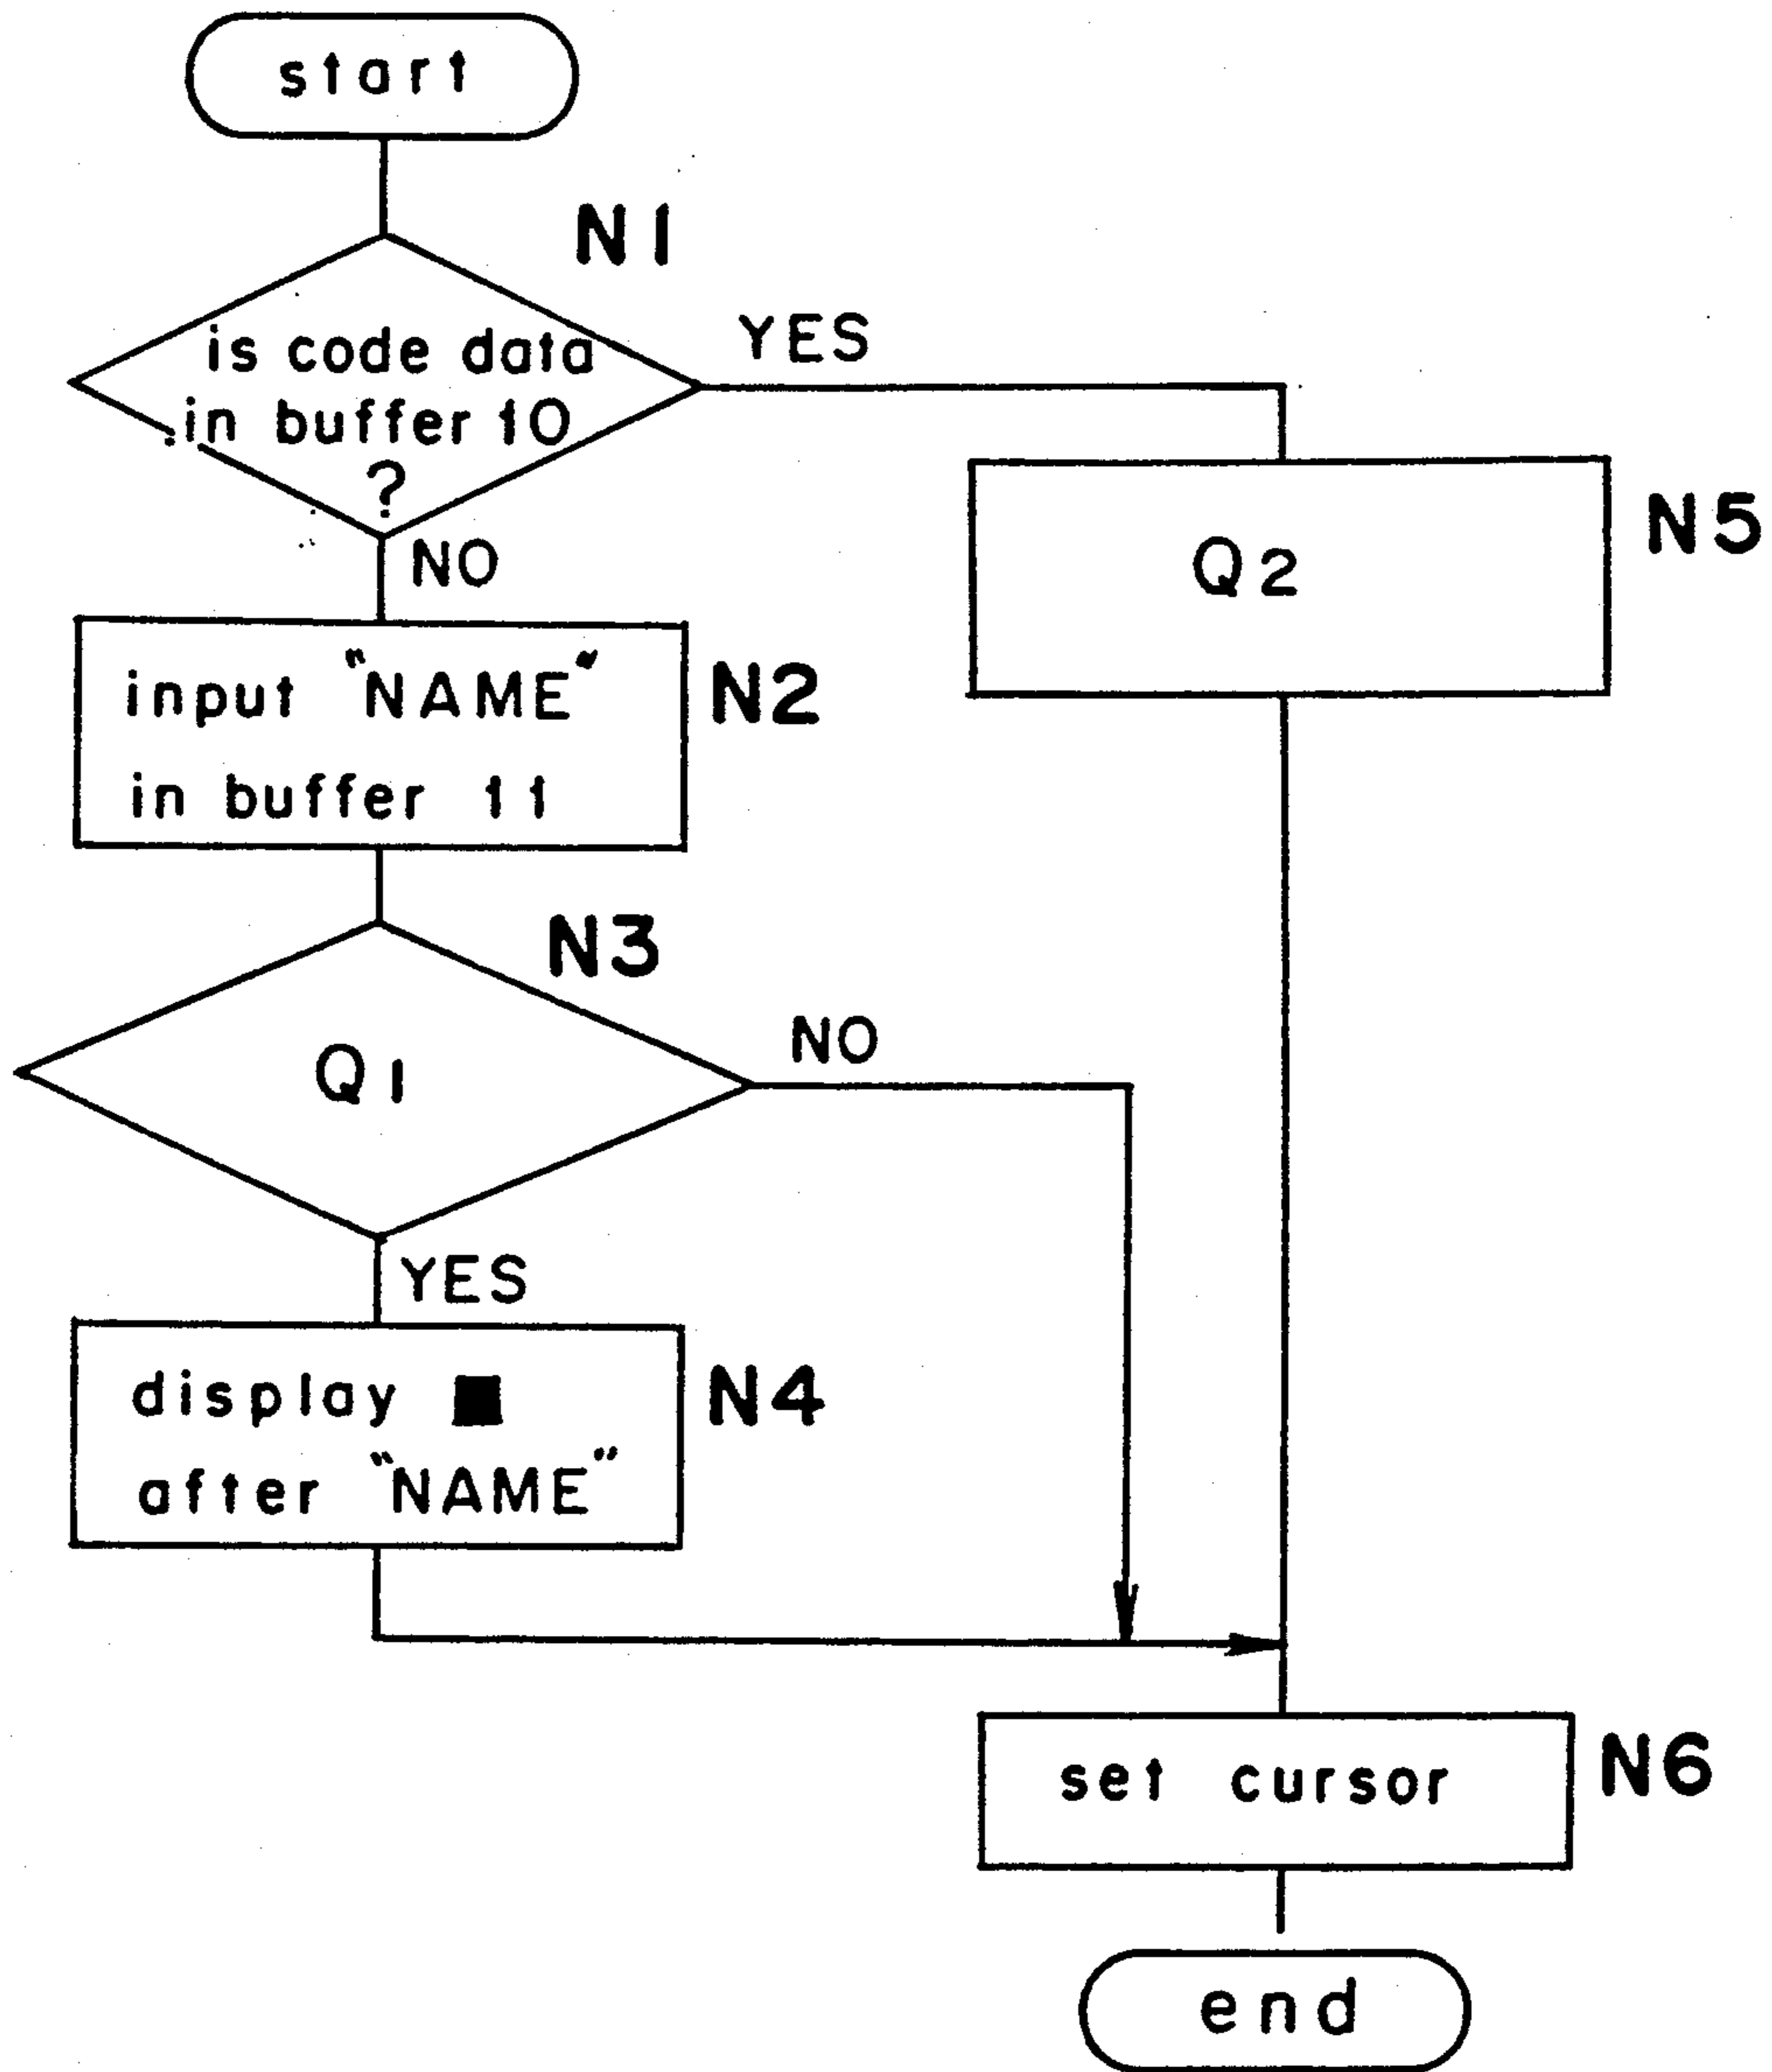 start
N1
is code data
in buffer 10
?
YES
NO
N5
Q2
input "NAME"
in buffer 11
N2
N3
Q1
NO
YES
display ■
after "NAME"
N4
set cursor
N6
end